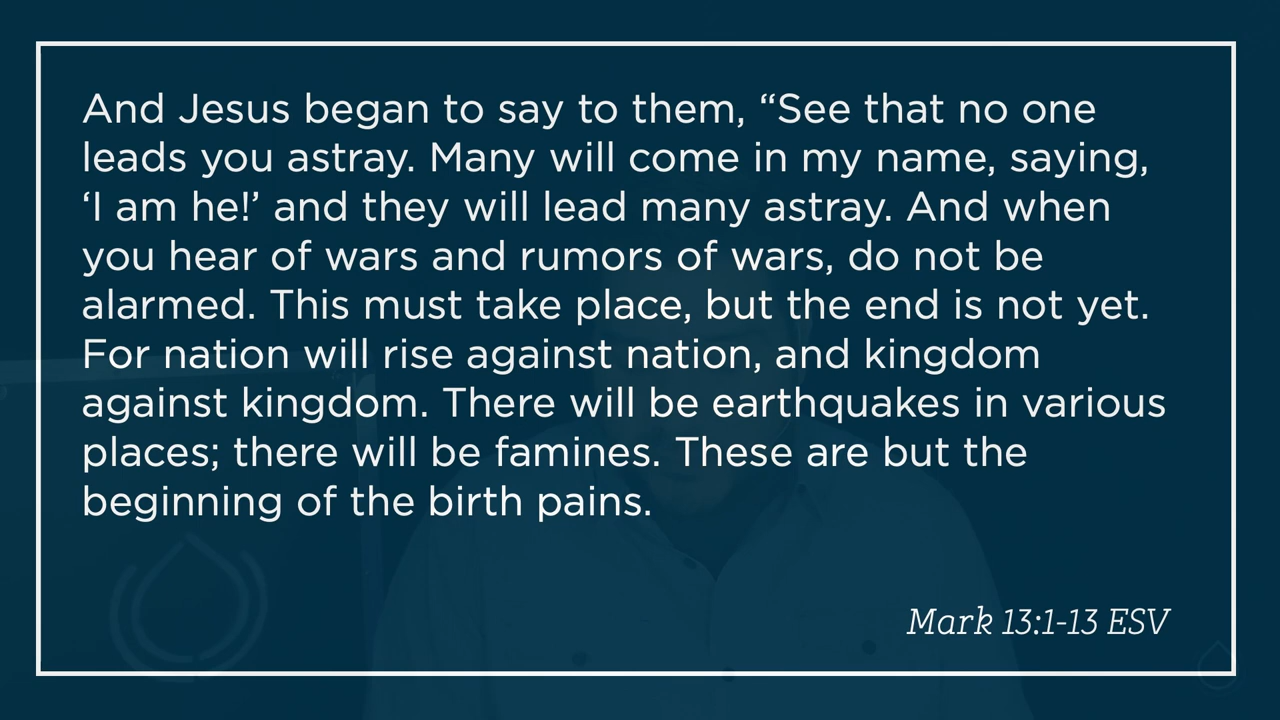 And Jesus began to say to them, “See that no one
leads you astray. Many will come in my name, saying,
‘I am he!’ and they will lead many astray. And when
you hear of wars and rumors of wars, do not be
alarmed. This must take place, but the end is not yet.
For nation will rise against nation, and kingdom
against kingdom. There will be earthquakes in various
places; there will be famines. These are but the
beginning of the birth pains.
Mark 13:1-13 ESV